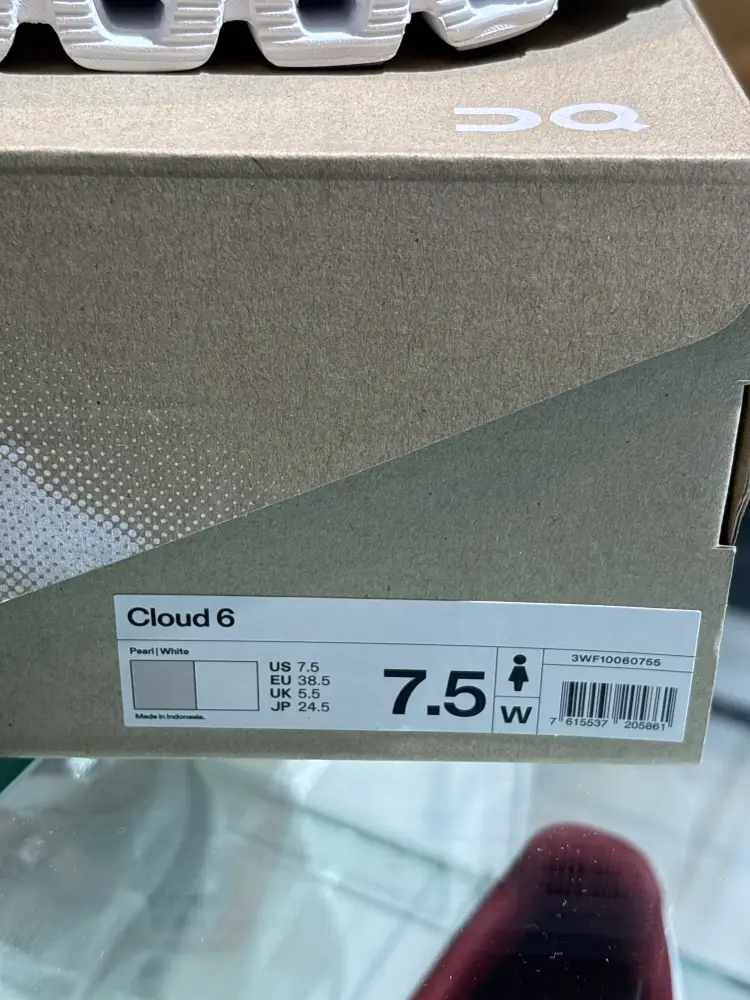 On
Cloud 6
Pearl | White
US 7.5
EU 38.5
UK 5.5
JP 24.5
Made in Indonesia.
7.5
W
3WF10060755
7 615537 205861